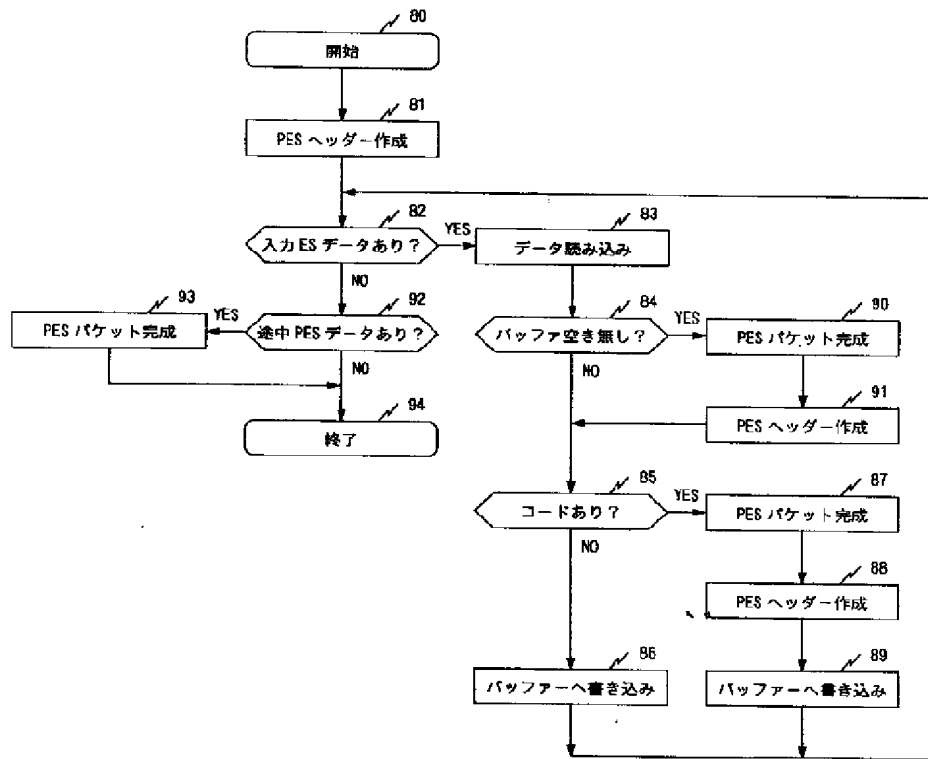 80
開始
81
PES ヘッダー作成
82
入力 ES データあり?
YES
83
データ読み込み
NO
93
PES パケット完成
YES
92
途中 PES データあり?
84
バッファ空き無し?
YES
90
PES パケット完成
NO
NO
91
PES ヘッダー作成
94
終了
85
コードあり?
YES
87
PES パケット完成
NO
88
PES ヘッダー作成
86
バッファーへ書き込み
89
バッファーへ書き込み